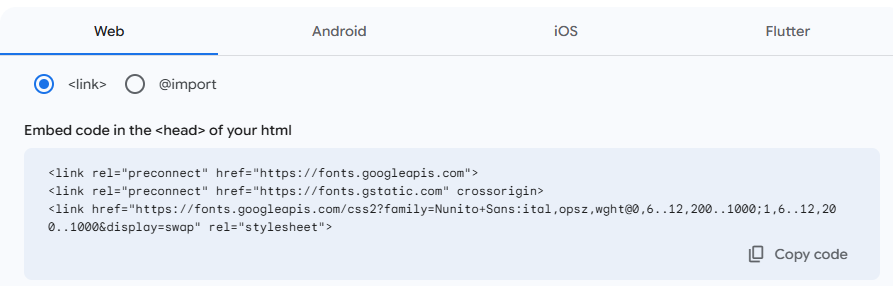 Web Android iOS Flutter
<link> @import
Embed code in the <head> of your html
<link rel="preconnect" href="https://fonts.googleapis.com">
<link rel="preconnect" href="https://fonts.gstatic.com" crossorigin>
<link href="https://fonts.googleapis.com/css2?family=Nunito+Sans:ital,opsz,wght@0,6..12,200..1000;1,6..12,20
0..1000&display=swap" rel="stylesheet">
Copy code